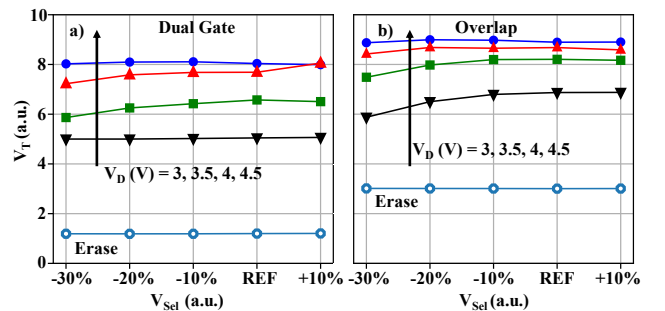 a) Dual Gate
b) Overlap
10
8
6
4
2
0
V_T (a.u.)
V_D (V) = 3, 3.5, 4, 4.5
V_D (V) = 3, 3.5, 4, 4.5
Erase
Erase
-30% -20% -10% REF +10%
-30% -20% -10% REF +10%
V_Sel (a.u.)
V_Sel (a.u.)